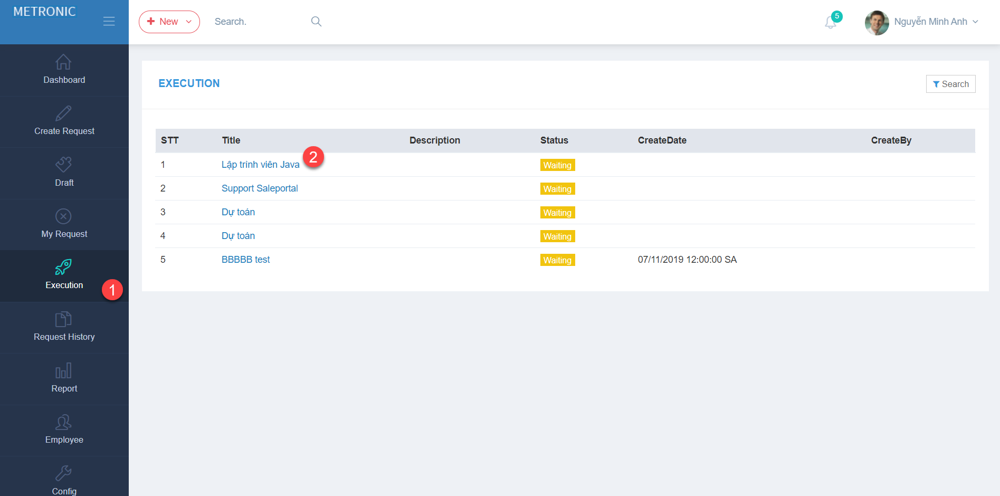 METRONIC
New
Search.
5
Nguyễn Minh Anh
Dashboard
Create Request
Draft
My Request
Execution
1
Request History
Report
Employee
Config
EXECUTION
Search
STT Title Description Status CreateDate CreateBy
1 Lập trình viên Java 2 Waiting
2 Support Saleportal Waiting
3 Dự toán Waiting
4 Dự toán Waiting
5 BBBBB test Waiting 07/11/2019 12:00:00 SA